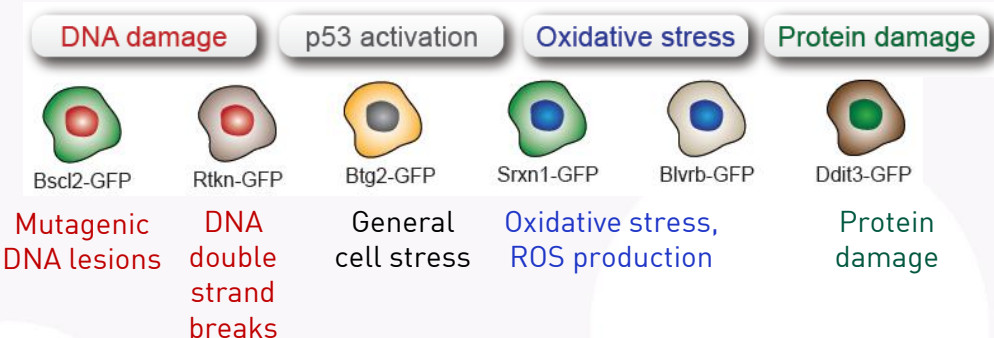 DNA damage
p53 activation
Oxidative stress
Protein damage
Bscl2-GFP
Rtkn-GFP
Btg2-GFP
Srxn1-GFP
Blvrb-GFP
Ddit3-GFP
Mutagenic
DNA lesions
DNA
double
strand
breaks
General
cell stress
Oxidative stress,
ROS production
Protein
damage